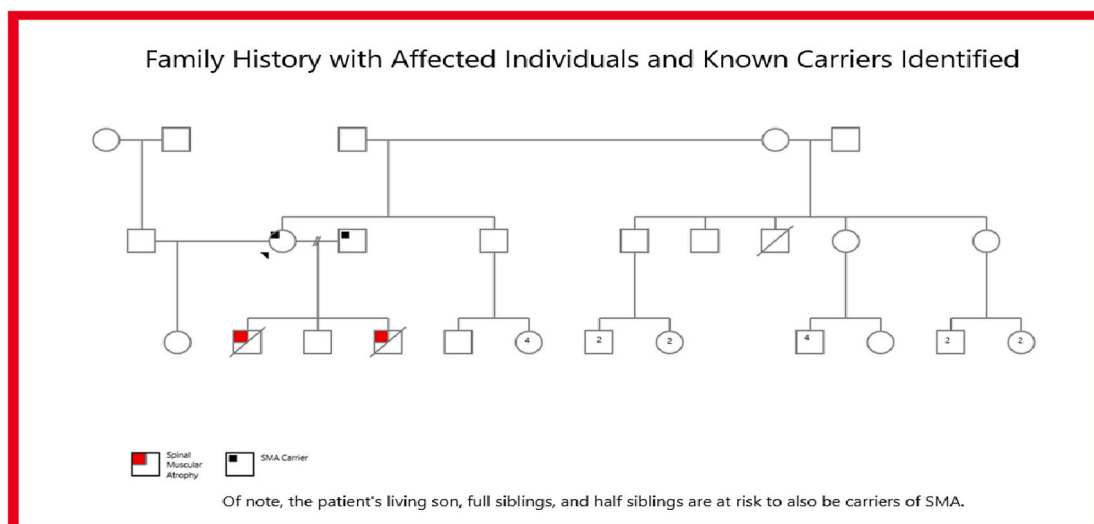 Family History with Affected Individuals and Known Carriers Identified
4
2
2
4
2
2
Spinal
Muscular
Atrophy
SMA Carrier
Of note, the patient's living son, full siblings, and half siblings are at risk to also be carriers of SMA.